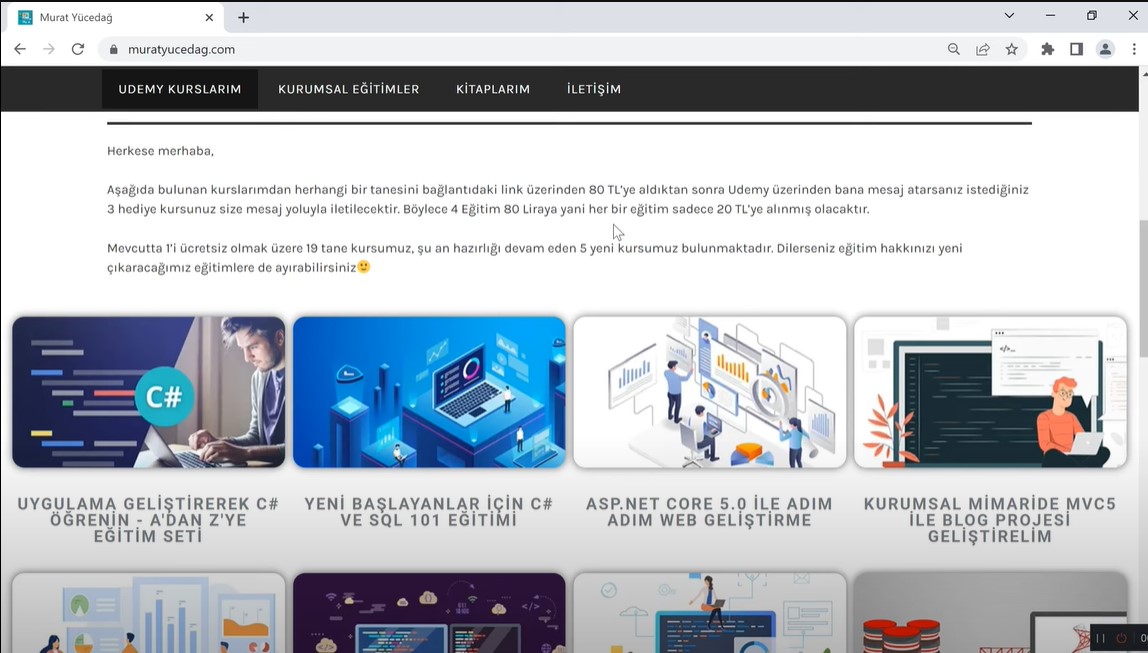 Murat Yücedağ
muratyucedag.com
UDEMY KURSLARIM
KURUMSAL EĞİTİMLER
KİTAPLARIM
İLETİŞİM
Herkese merhaba,
Aşağıda bulunan kurslarımdan herhangi bir tanesini bağlantıdaki link üzerinden 80 TL'ye aldıktan sonra Udemy üzerinden bana mesaj atarsanız istediğiniz
3 hediye kursunuz size mesaj yoluyla iletilecektir. Böylece 4 Eğitim 80 Liraya yani her bir eğitim sadece 20 TL'ye alınmış olacaktır.
Mevcutta 1'i ücretsiz olmak üzere 19 tane kursumuz, şu an hazırlığı devam eden 5 yeni kursumuz bulunmaktadır. Dilerseniz eğitim hakkınızı yeni
çıkaracağımız eğitimlere de ayırabilirsiniz🙂
C#
</>
UYGULAMA GELİŞTİREREK C#
ÖĞRENİN - A'DAN Z'YE
EĞİTİM SETİ
YENİ BAŞLAYANLAR İÇİN C#
VE SQL 101 EĞİTİMİ
ASP.NET CORE 5.0 İLE ADIM
ADIM WEB GELİŞTİRME
KURUMSAL MİMARİDE MVC5
İLE BLOG PROJESİ
GELİŞTİRELİM